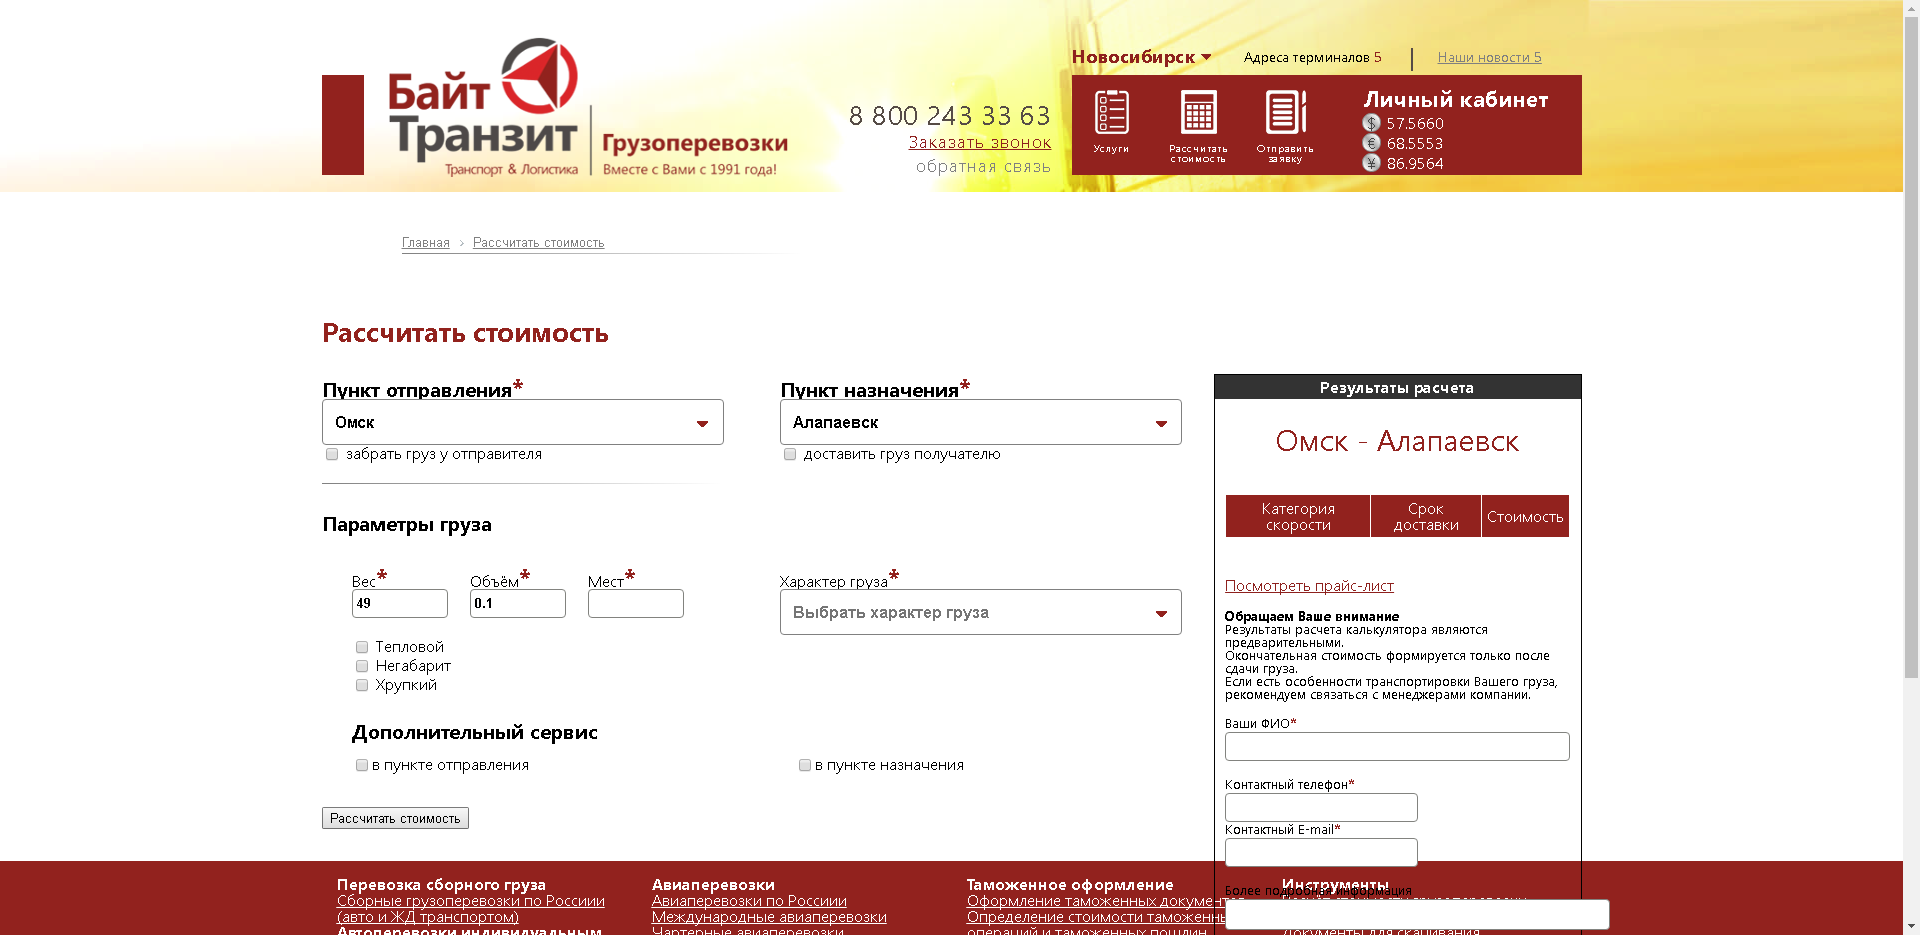 Новосибирск
Адреса терминалов 5
Наши новости 5
Байт
Транзит
Транспорт & Логистика
Грузоперевозки
Вместе с Вами с 1991 года!
8 800 243 33 63
Заказать звонок
обратная связь
Услуги
Рассчитать
стоимость
Отправить
заявку
Личный кабинет
$ 57.5660
€ 68.5553
¥ 86.9564
Главная > Рассчитать стоимость
Рассчитать стоимость
Пункт отправления*
Омск
забрать груз у отправителя
Пункт назначения*
Алапаевск
доставить груз получателю
Параметры груза
Вес* Объём* Мест*
49 0.1
Характер груза*
Выбрать характер груза
Тепловой
Негабарит
Хрупкий
Дополнительный сервис
в пункте отправления
в пункте назначения
Рассчитать стоимость
Результаты расчета
Омск - Алапаевск
Категория
скорости
Срок
доставки
Стоимость
Посмотреть прайс-лист
Обращаем Ваше внимание
Результаты расчета калькулятора являются
предварительными.
Окончательная стоимость формируется только после
сдачи груза.
Если есть особенности транспортировки Вашего груза,
рекомендуем связаться с менеджерами компании.
Ваши ФИО*
Контактный телефон*
Контактный E-mail*
Более подробная информация
Перевозка сборного груза
Сборные грузоперевозки по Росиии
(авто и ЖД транспортом)
Автоперевозки индивидуальным
Авиаперевозки
Авиаперевозки по Росиии
Международные авиаперевозки
Чартерные авиаперевозки
Таможенное оформление
Оформление таможенных документов
Определение стоимости таможенны
операций и таможенных пошлин
Инструменты
Документы для скачивания